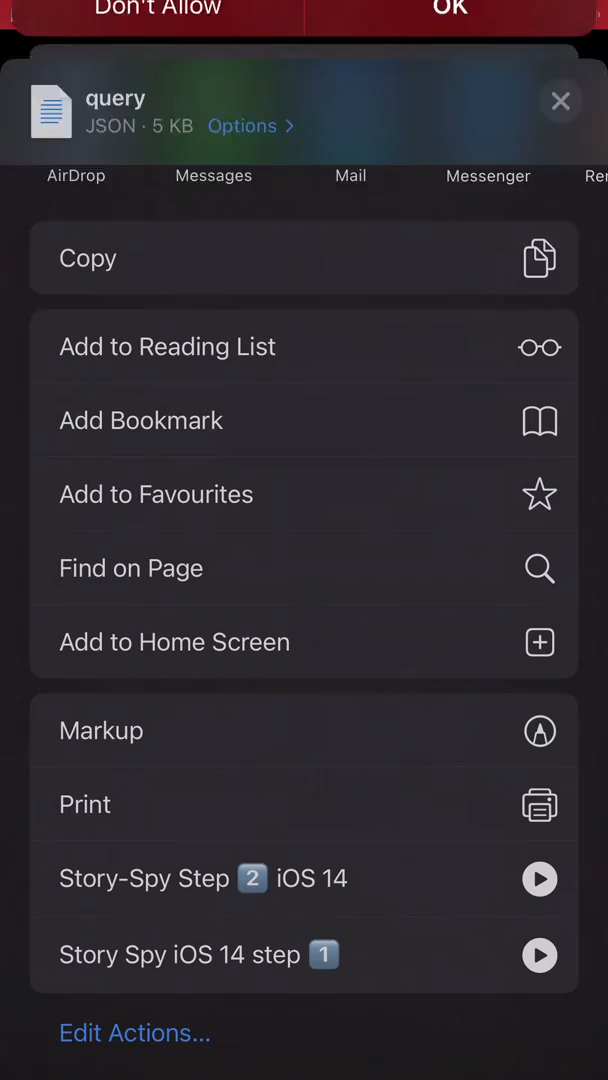 Don't Allow
OK
query
JSON · 5 KB Options >
AirDrop
Messages
Mail
Messenger
Copy
Add to Reading List
Add Bookmark
Add to Favourites
Find on Page
Add to Home Screen
Markup
Print
Story-Spy Step 2️⃣ iOS 14
Story Spy iOS 14 step 1️⃣
Edit Actions...